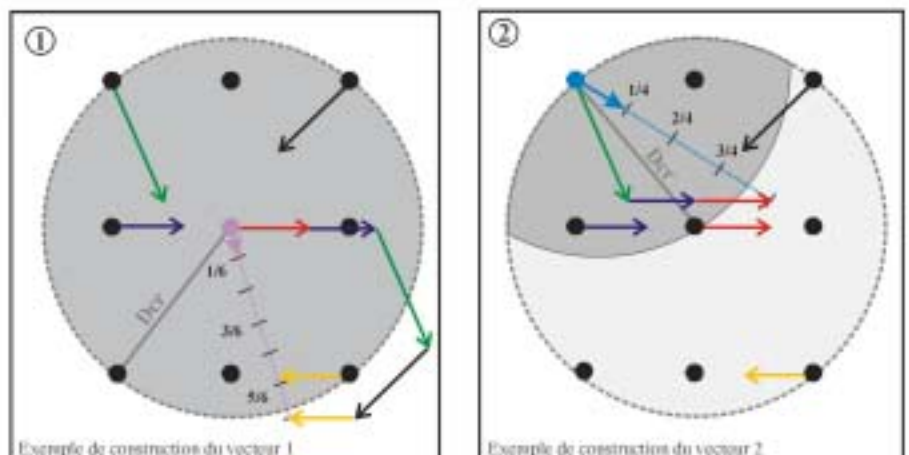 ①
Dcr
1/6
3/6
5/6
Exemple de construction du vecteur 1
②
1/4
2/4
3/4
Dcr
Exemple de construction du vecteur 2